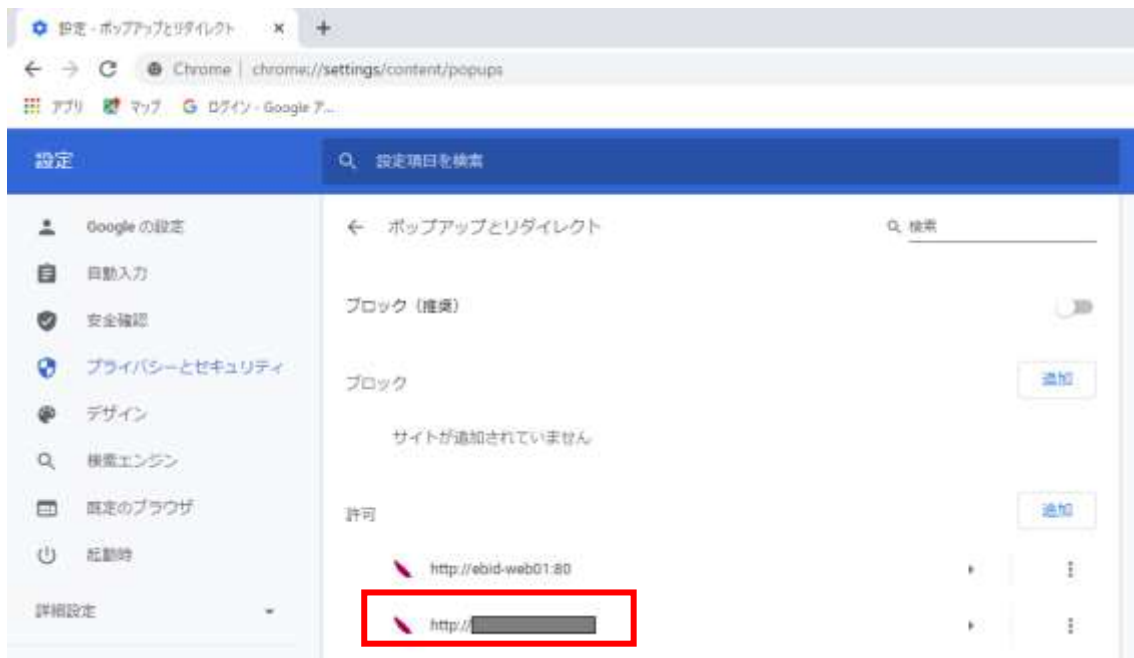 設定 - ポップアップとリダイレクト
Chrome | chrome://settings/content/popups
アプリ マップ ログイン - Google ア...
設定
設定項目を検索
Google の設定
自動入力
安全確認
プライバシーとセキュリティ
デザイン
検索エンジン
既定のブラウザ
起動時
詳細設定
ポップアップとリダイレクト
検索
ブロック（推奨）
ブロック
追加
サイトが追加されていません
許可
追加
http://ebid-web01:80
http://